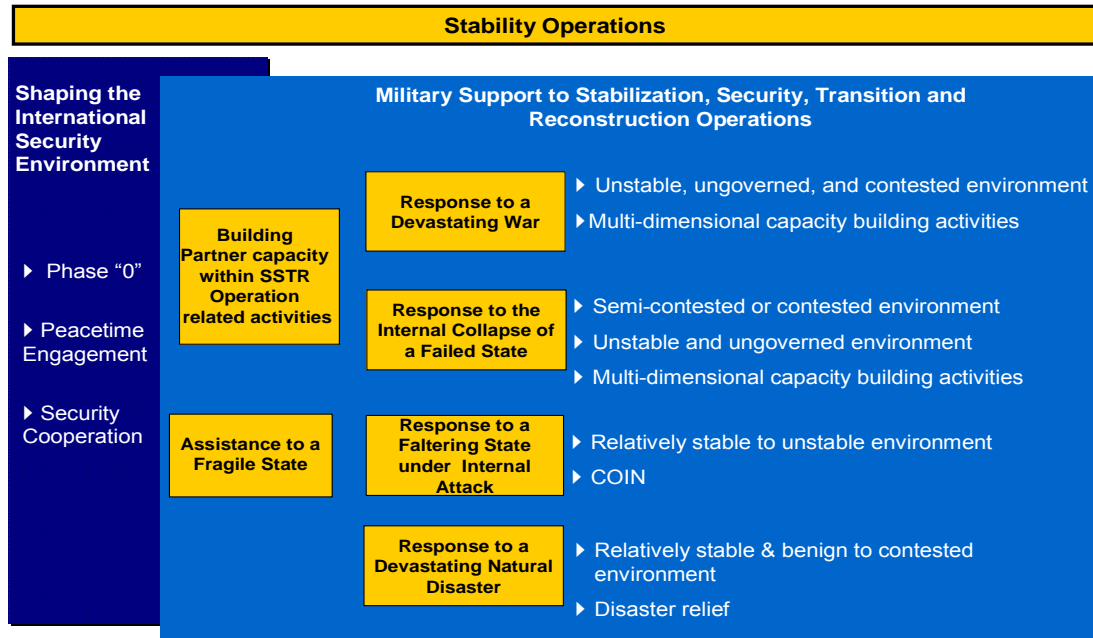 Stability Operations
Shaping the
International
Security
Environment
▶ Phase “0”
▶ Peacetime
Engagement
▶ Security
Cooperation
Military Support to Stabilization, Security, Transition and
Reconstruction Operations
Building
Partner capacity
within SSTR
Operation
related activities
Assistance to a
Fragile State
Response to a
Devastating War
▶ Unstable, ungoverned, and contested environment
▶ Multi-dimensional capacity building activities
Response to the
Internal Collapse of
a Failed State
▶ Semi-contested or contested environment
▶ Unstable and ungoverned environment
▶ Multi-dimensional capacity building activities
Response to a
Faltering State
under Internal
Attack
▶ Relatively stable to unstable environment
▶ COIN
Response to a
Devastating Natural
Disaster
▶ Relatively stable & benign to contested
environment
▶ Disaster relief